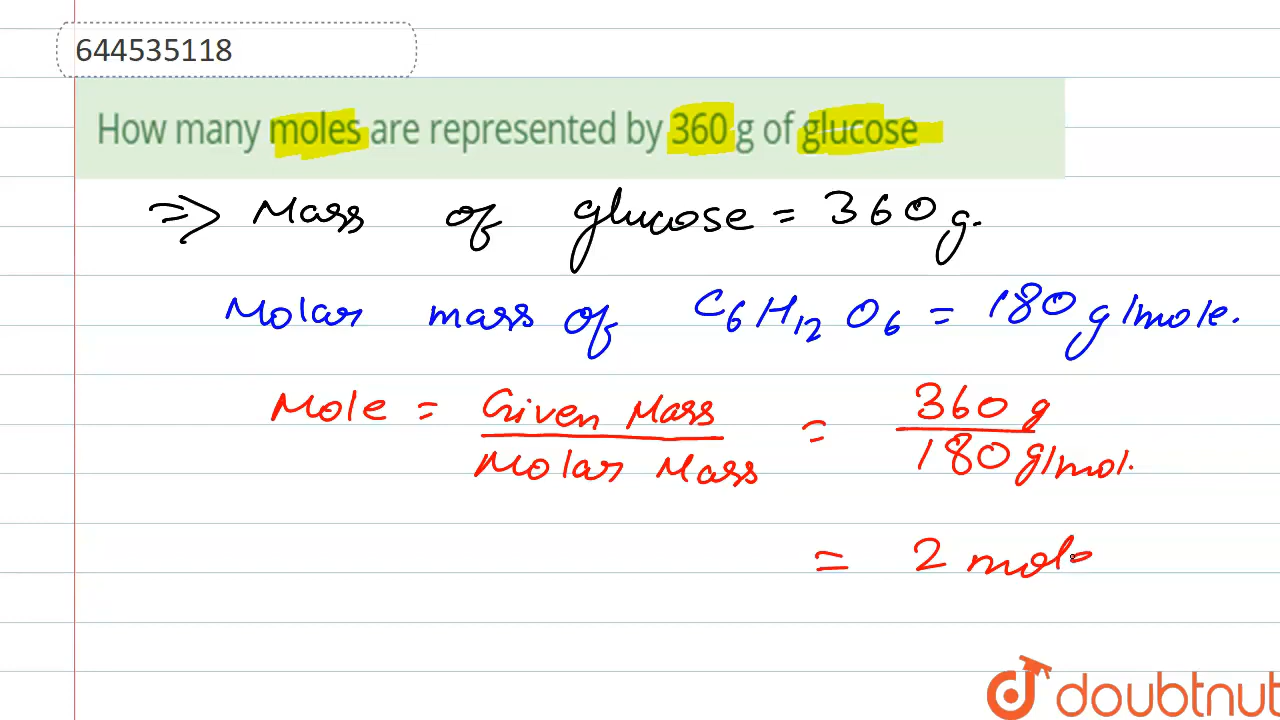 644535118
How many moles are represented by 360 g of glucose
=> Mass of glucose = 360 g.
Molar mass of C6H12O6 = 180 g/mole.
Mole = Given Mass / Molar Mass = 360 g / 180 g/mol.
= 2 mole
doubtnut